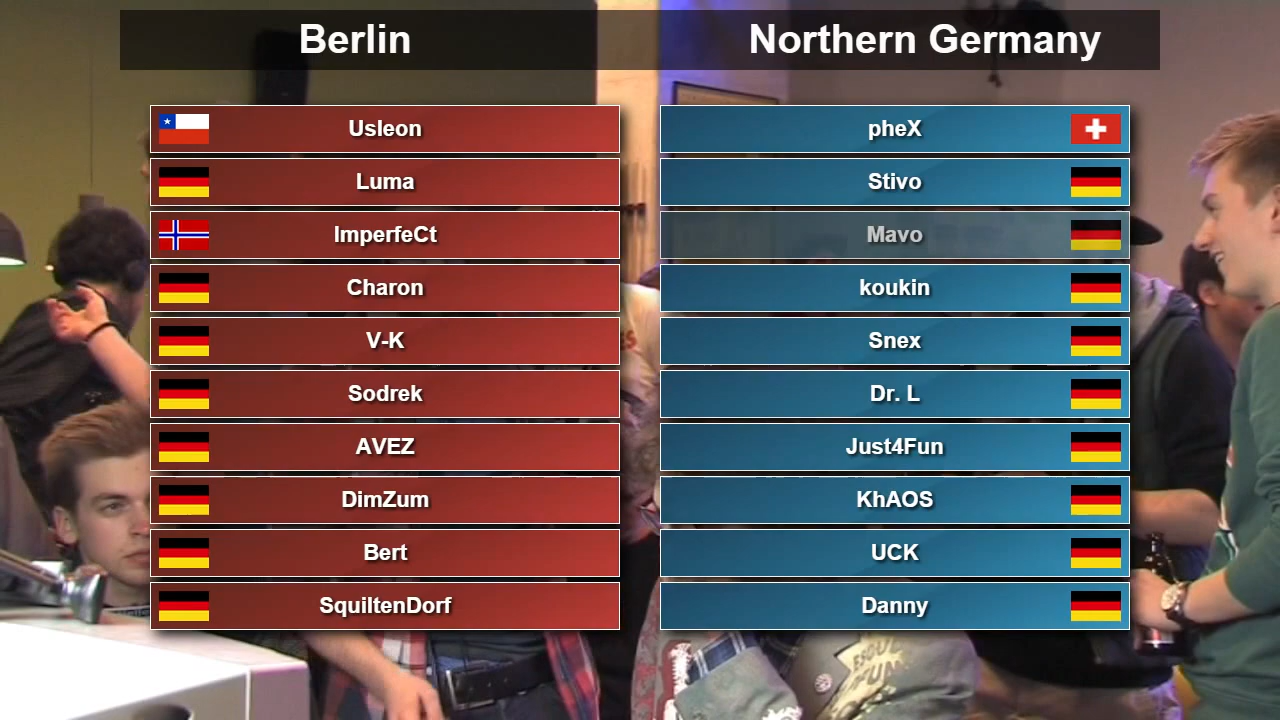 Berlin Northern Germany
Usleon pheX
Luma Stivo
ImperfeCt Mavo
Charon koukin
V-K Snex
Sodrek Dr. L
AVEZ Just4Fun
DimZum KhAOS
Bert UCK
SquiltenDorf Danny